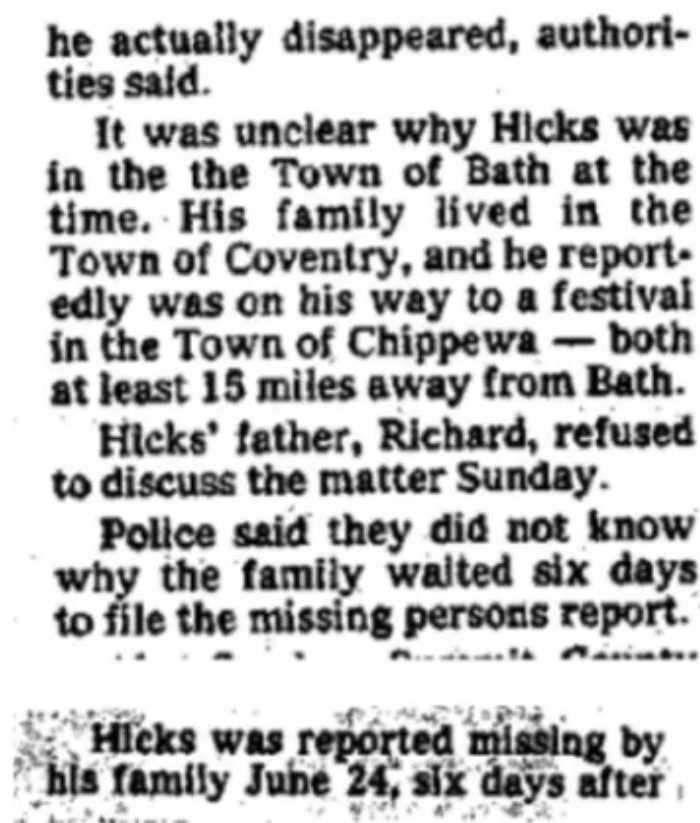 he actually disappeared, authori-
ties said.
It was unclear why Hicks was
in the the Town of Bath at the
time. His family lived in the
Town of Coventry, and he report-
edly was on his way to a festival
in the Town of Chippewa — both
at least 15 miles away from Bath.
Hicks' father, Richard, refused
to discuss the matter Sunday.
Police said they did not know
why the family waited six days
to file the missing persons report.
Summit County
Hicks was reported missing by
his family June 24, six days after